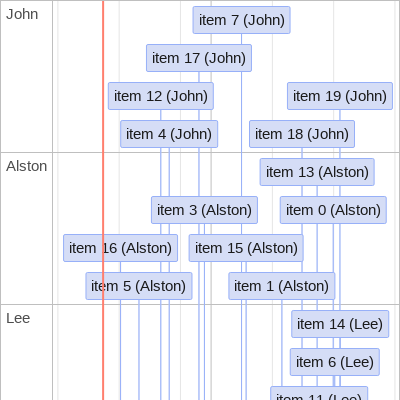 John
item 7 (John)
item 17 (John)
item 12 (John)
item 19 (John)
item 4 (John)
item 18 (John)
Alston
item 13 (Alston)
item 3 (Alston)
item 0 (Alston)
item 16 (Alston)
item 15 (Alston)
item 5 (Alston)
item 1 (Alston)
Lee
item 14 (Lee)
item 6 (Lee)
item 11 (Lee)